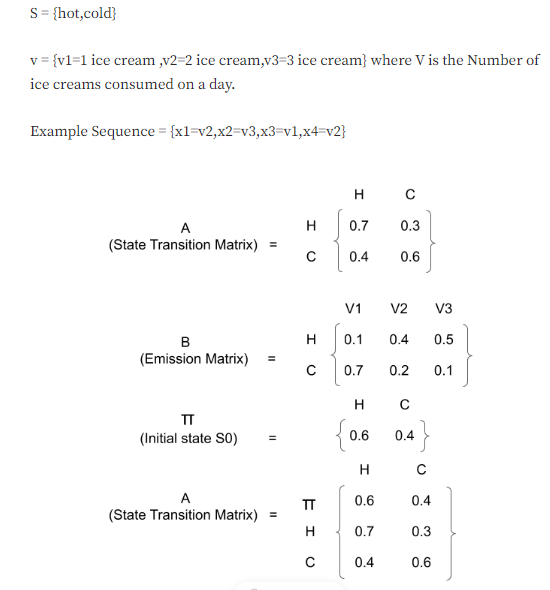 S = {hot,cold}
v = {v1=1 ice cream ,v2=2 ice cream,v3=3 ice cream} where V is the Number of
ice creams consumed on a day.
Example Sequence = {x1=v2,x2=v3,x3=v1,x4=v2}
H C
A
(State Transition Matrix) =
H 0.7 0.3
C 0.4 0.6
V1 V2 V3
B
(Emission Matrix) =
H 0.1 0.4 0.5
C 0.7 0.2 0.1
H C
π
(Initial state S0) = 0.6 0.4
H C
A
(State Transition Matrix) =
π 0.6 0.4
H 0.7 0.3
C 0.4 0.6